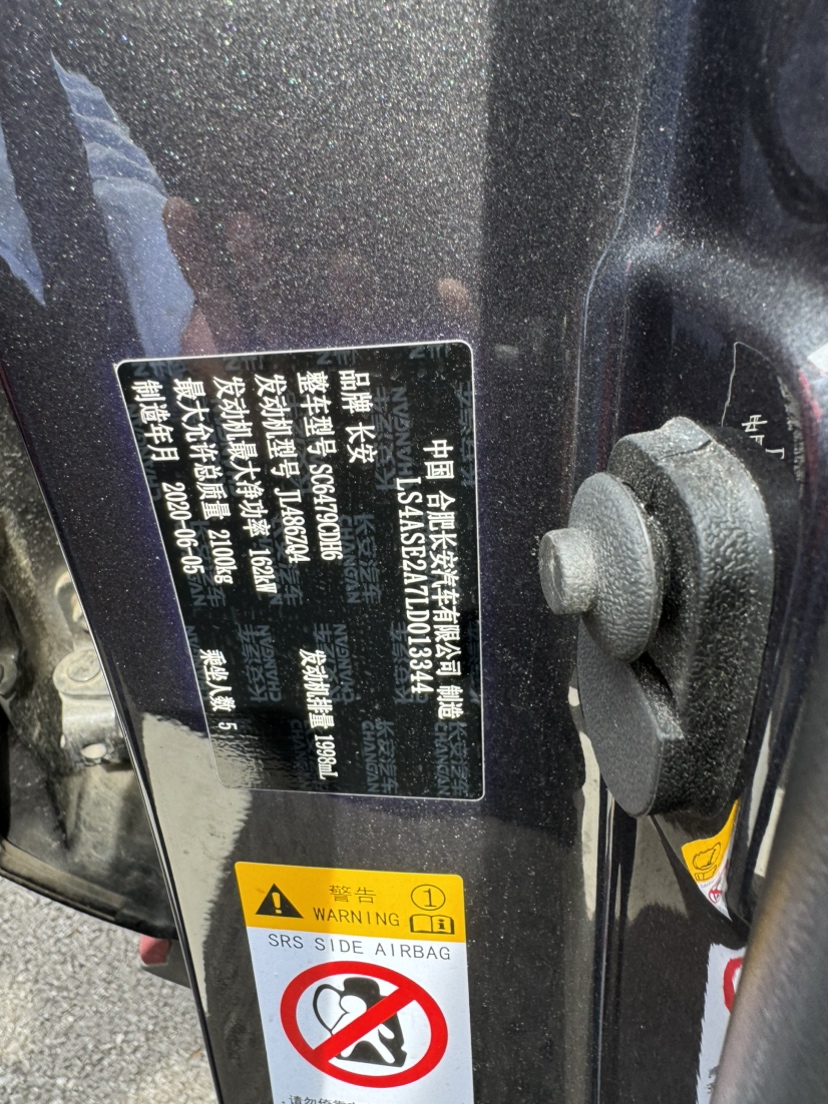 中国 合肥长安汽车有限公司 制造
LS4ASE2A7LD013344
品牌 长安
整车型号 SC6479CDH6 发动机排量 1998mL
发动机型号 JL486ZQ4
发动机最大净功率 162kW
最大允许总质量 2100kg 乘坐人数 5
制造年月 2020-06-05
警告 1
WARNING
SRS SIDE AIRBAG